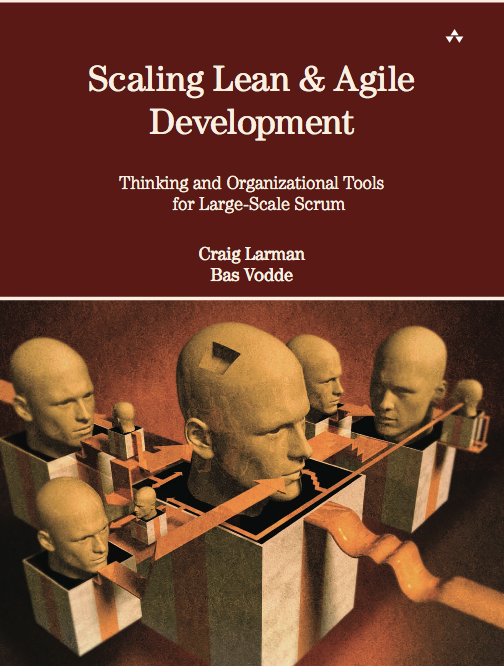 Scaling Lean & Agile
Development
Thinking and Organizational Tools
for Large-Scale Scrum
Craig Larman
Bas Vodde